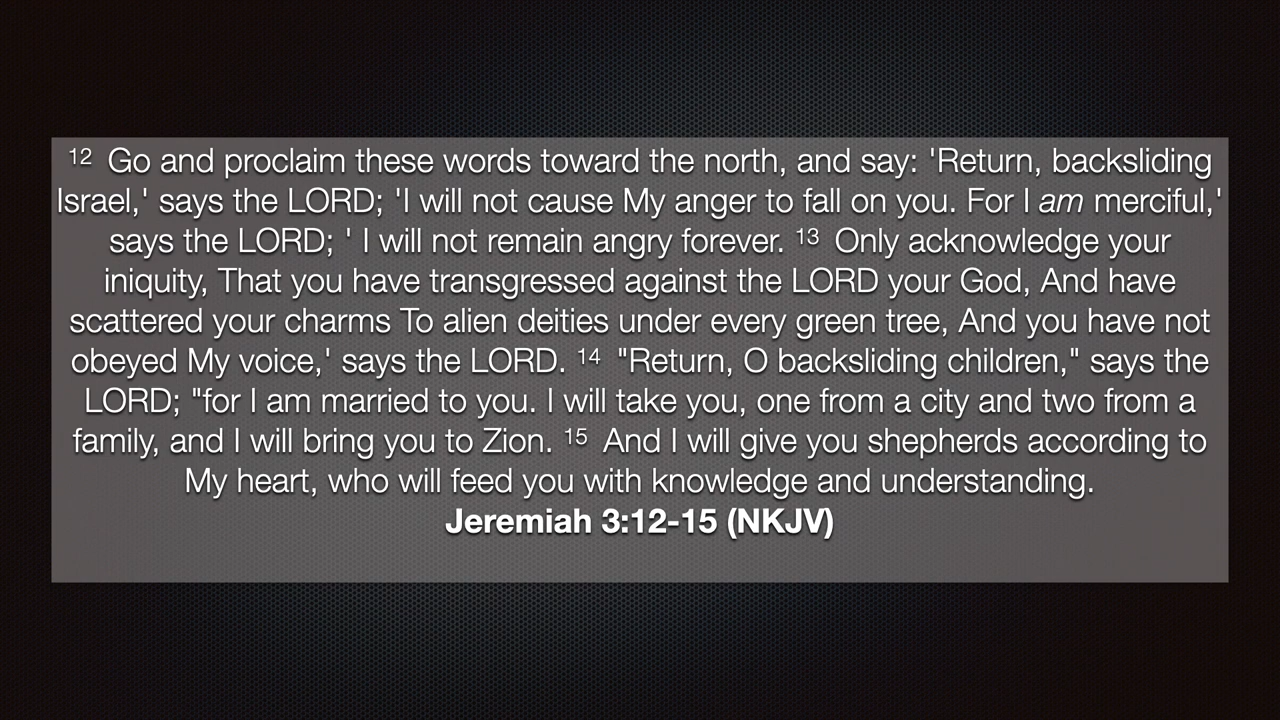 12 Go and proclaim these words toward the north, and say: 'Return, backsliding
Israel,' says the LORD; 'I will not cause My anger to fall on you. For I am merciful,'
says the LORD; ' I will not remain angry forever. 13 Only acknowledge your
iniquity, That you have transgressed against the LORD your God, And have
scattered your charms To alien deities under every green tree, And you have not
obeyed My voice,' says the LORD. 14 "Return, O backsliding children," says the
LORD; "for I am married to you. I will take you, one from a city and two from a
family, and I will bring you to Zion. 15 And I will give you shepherds according to
My heart, who will feed you with knowledge and understanding.
Jeremiah 3:12-15 (NKJV)